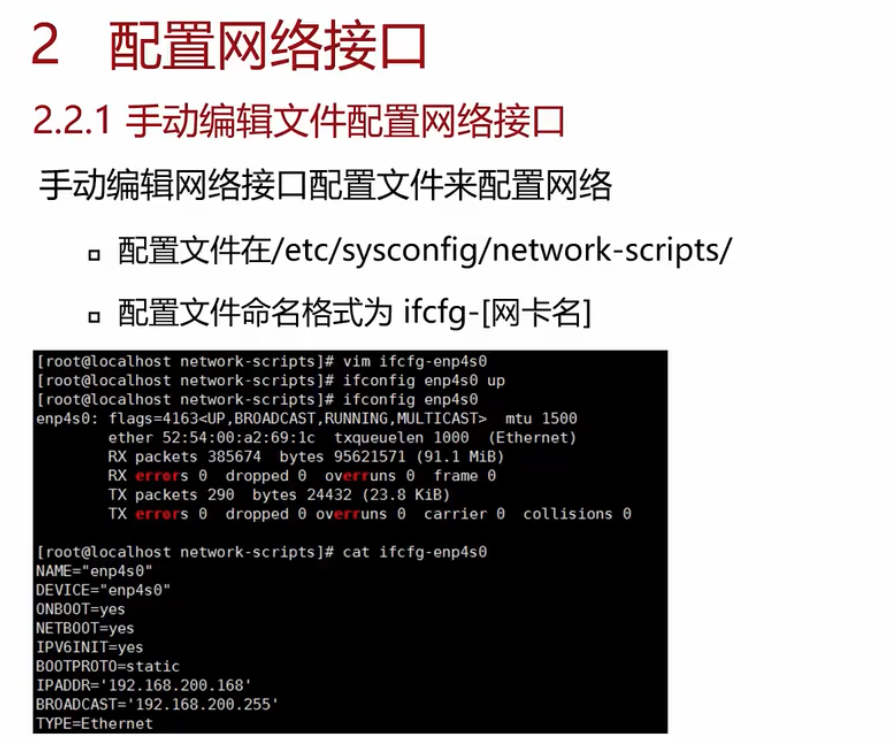 2 配置网络接口
2.2.1 手动编辑文件配置网络接口
手动编辑网络接口配置文件来配置网络
配置文件在/etc/sysconfig/network-scripts/
配置文件命名格式为 ifcfg-[网卡名]
[root@localhost network-scripts]# vim ifcfg-enp4s0
[root@localhost network-scripts]# ifconfig enp4s0 up
[root@localhost network-scripts]# ifconfig enp4s0
enp4s0: flags=4163<UP,BROADCAST,RUNNING,MULTICAST>  mtu 1500
        ether 52:54:00:a2:69:1c  txqueuelen 1000  (Ethernet)
        RX packets 385674  bytes 95621571 (91.1 MiB)
        RX errors 0  dropped 0  overruns 0  frame 0
        TX packets 290  bytes 24432 (23.8 KiB)
        TX errors 0  dropped 0 overruns 0  carrier 0  collisions 0
[root@localhost network-scripts]# cat ifcfg-enp4s0
NAME="enp4s0"
DEVICE="enp4s0"
ONBOOT=yes
NETBOOT=yes
IPV6INIT=yes
BOOTPROTO=static
IPADDR='192.168.200.168'
BROADCAST='192.168.200.255'
TYPE=Ethernet